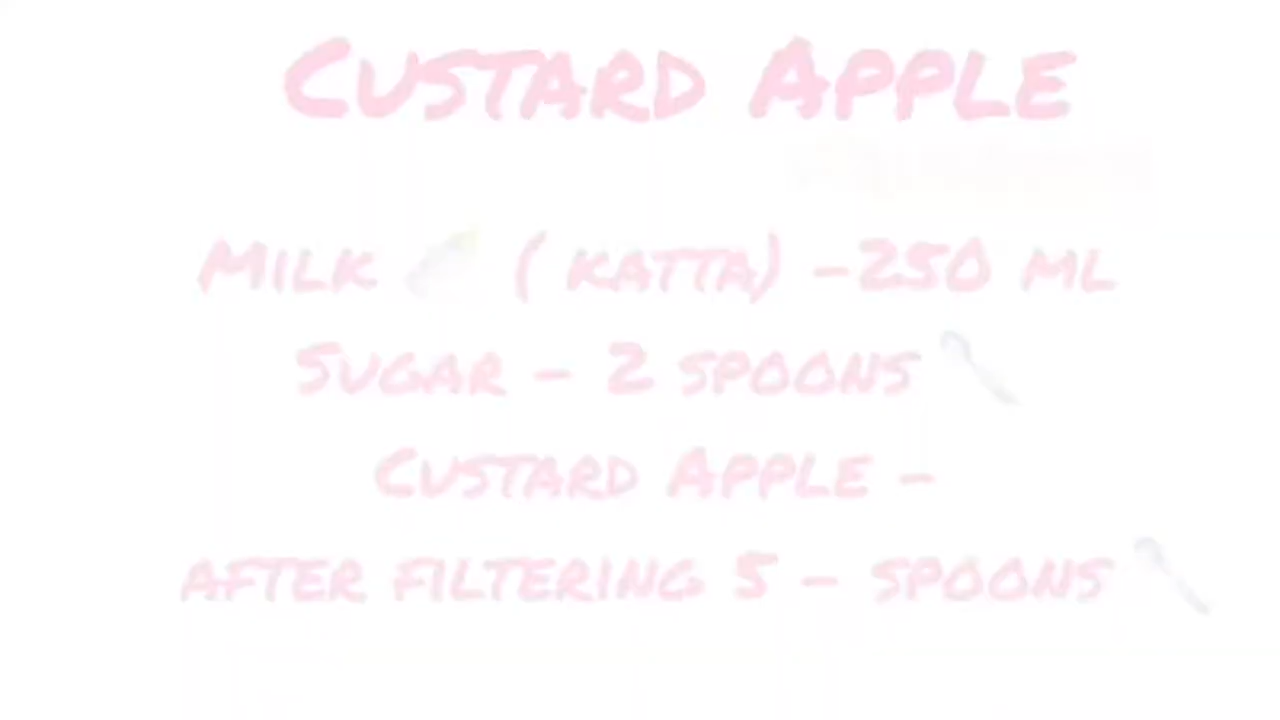 Custard Apple
Milk ( katta) -250 ml
Sugar - 2 spoons
Custard Apple -
after filtering 5 - spoons